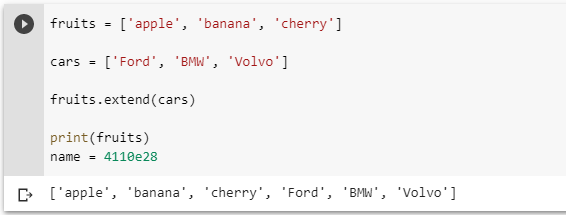 fruits = ['apple', 'banana', 'cherry']
cars = ['Ford', 'BMW', 'Volvo']
fruits.extend(cars)
print(fruits)
name = 4110e28
['apple', 'banana', 'cherry', 'Ford', 'BMW', 'Volvo']